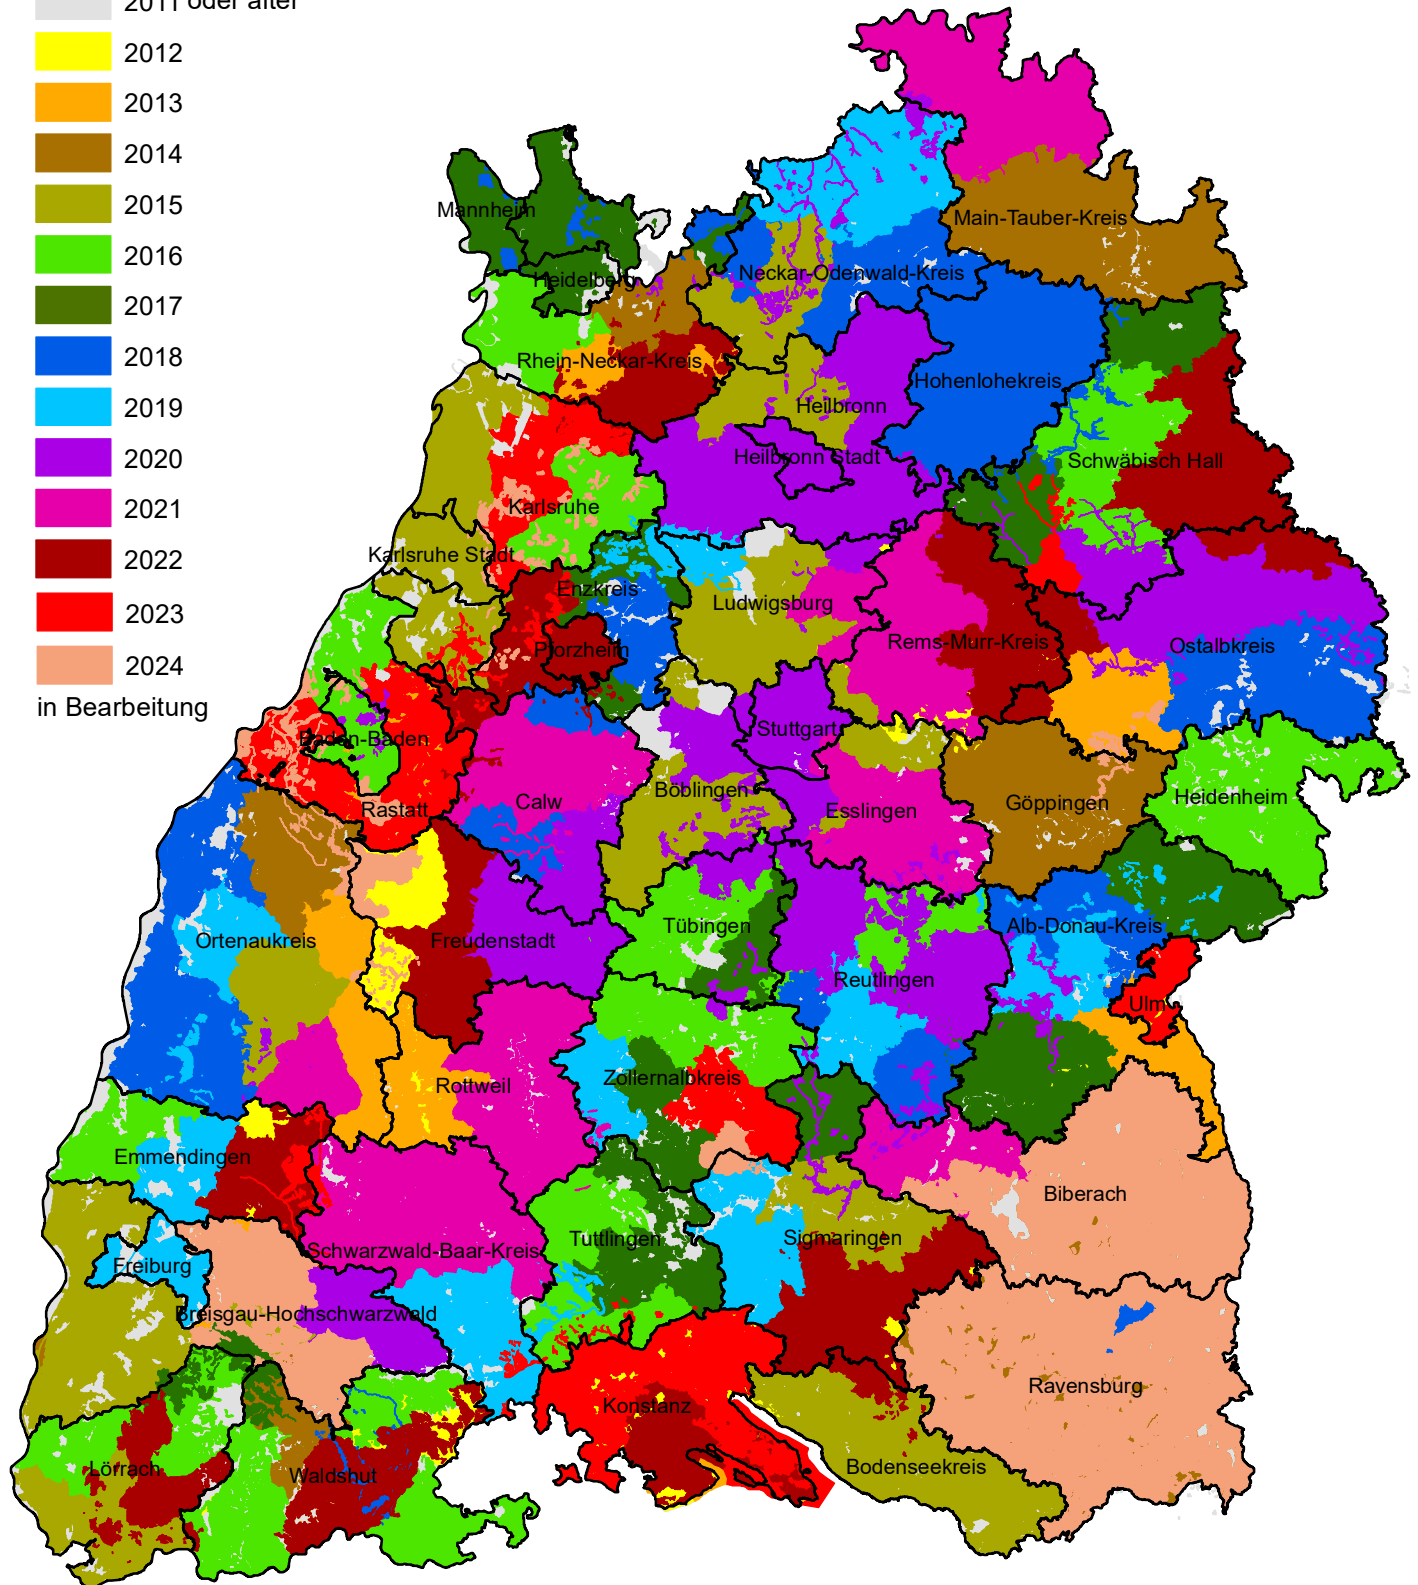 2011 oder älter
2012
2013
2014
2015
2016
2017
2018
2019
2020
2021
2022
2023
2024
in Bearbeitung
Mannheim
Main-Tauber-Kreis
Heidelberg
Neckar-Odenwald-Kreis
Rhein-Neckar-Kreis
Hohenlohekreis
Heilbronn
Heilbronn Stadt
Schwäbisch Hall
Karlsruhe
Karlsruhe Stadt
Enzkreis
Ludwigsburg
Pforzheim
Rems-Murr-Kreis
Ostalbkreis
Stuttgart
Baden-Baden
Rastatt
Calw
Böblingen
Esslingen
Göppingen
Heidenheim
Ortenaukreis
Freudenstadt
Tübingen
Reutlingen
Alb-Donau-Kreis
Ulm
Rottweil
Zollernalbkreis
Emmendingen
Biberach
Freiburg
Schwarzwald-Baar-Kreis
Tuttlingen
Sigmaringen
Breisgau-Hochschwarzwald
Ravensburg
Konstanz
Lörrach
Waldshut
Bodenseekreis